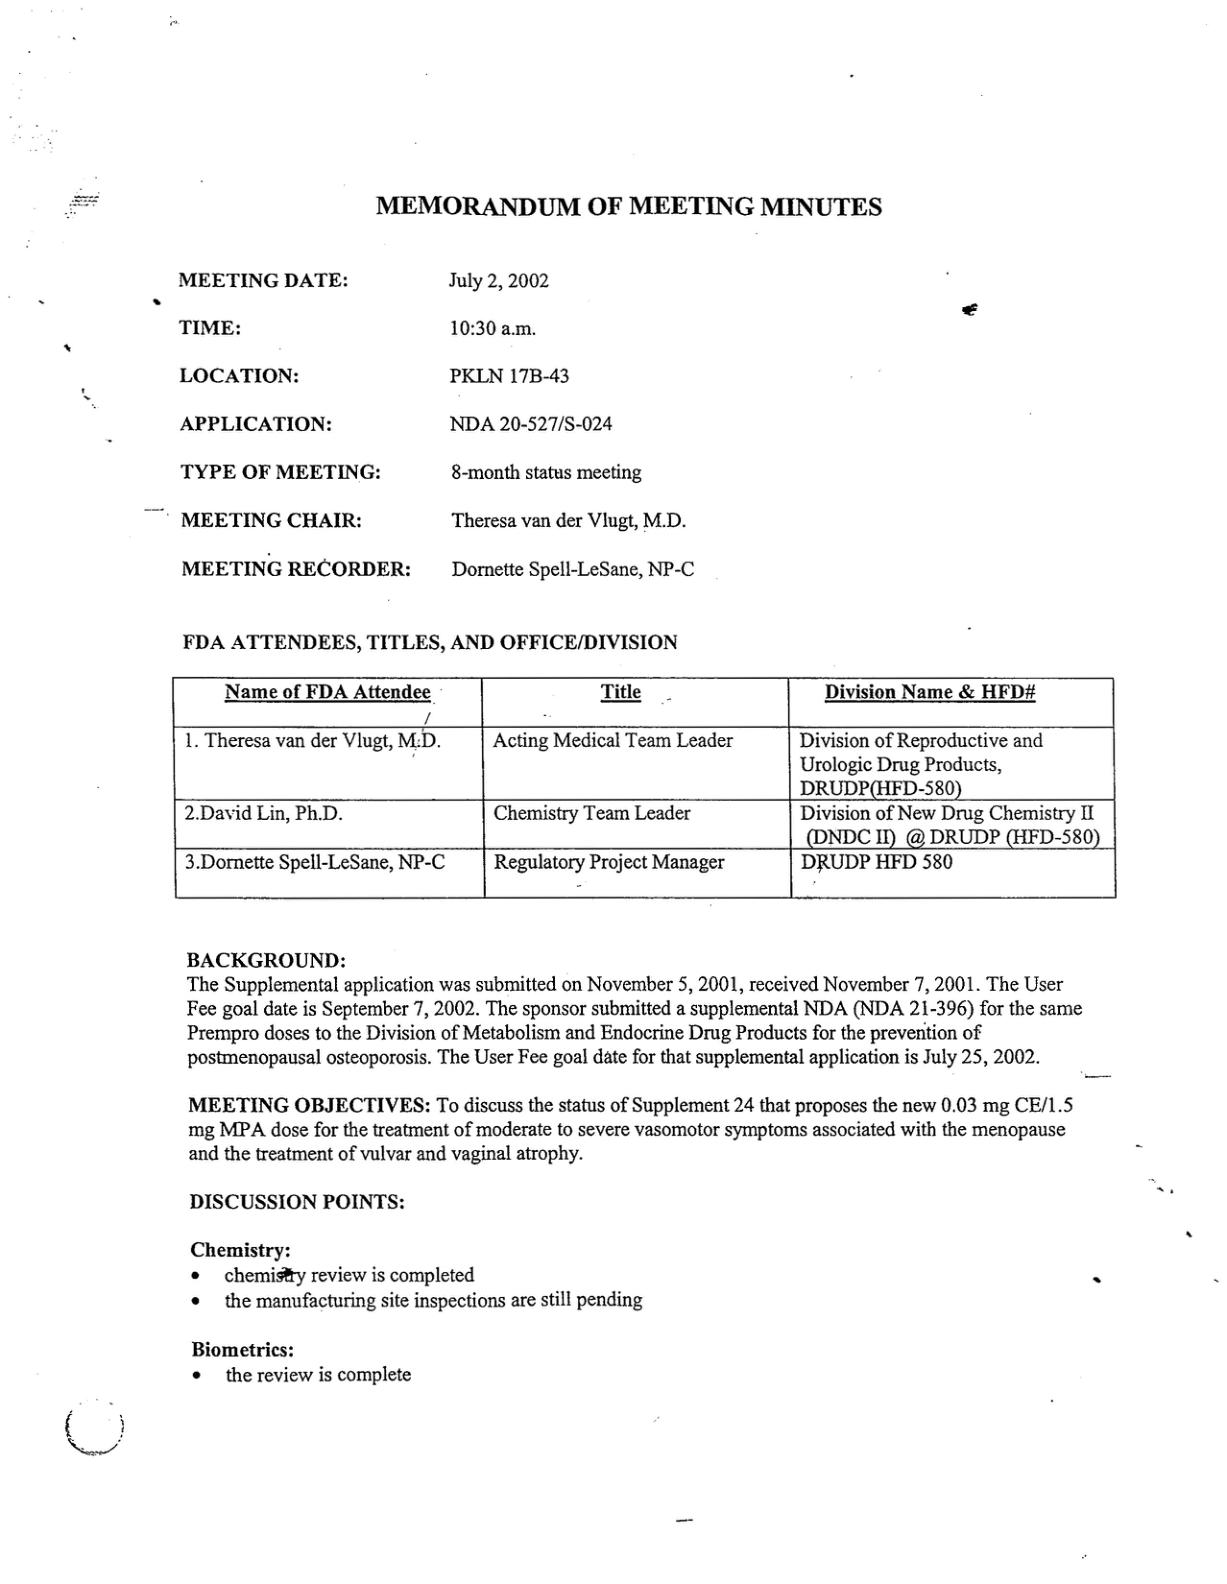 MEMORANDUM OF MEETING MINUTES
MEETING DATE: July 2, 2002
TIME: 10:30 a.m.
LOCATION: PKLN 17B-43
APPLICATION: NDA 20-527/S-024
TYPE OF MEETING: 8-month status meeting
MEETING CHAIR: Theresa van der Vlugt, M.D.
MEETING RECORDER: Dornette Spell-LeSane, NP-C
FDA ATTENDEES, TITLES, AND OFFICE/DIVISION
Name of FDA Attendee Title Division Name & HFD#
1. Theresa van der Vlugt, M.D. Acting Medical Team Leader Division of Reproductive and
Urologic Drug Products,
DRUDP(HFD-580)
2.David Lin, Ph.D. Chemistry Team Leader Division of New Drug Chemistry II
(DNDC II) @ DRUDP (HFD-580)
3.Dornette Spell-LeSane, NP-C Regulatory Project Manager DRUDP HFD 580
BACKGROUND:
The Supplemental application was submitted on November 5, 2001, received November 7, 2001. The User
Fee goal date is September 7, 2002. The sponsor submitted a supplemental NDA (NDA 21-396) for the same
Prempro doses to the Division of Metabolism and Endocrine Drug Products for the prevention of
postmenopausal osteoporosis. The User Fee goal date for that supplemental application is July 25, 2002.
MEETING OBJECTIVES: To discuss the status of Supplement 24 that proposes the new 0.03 mg CE/1.5
mg MPA dose for the treatment of moderate to severe vasomotor symptoms associated with the menopause
and the treatment of vulvar and vaginal atrophy.
DISCUSSION POINTS:
Chemistry:
• chemistry review is completed
• the manufacturing site inspections are still pending
Biometrics:
• the review is complete